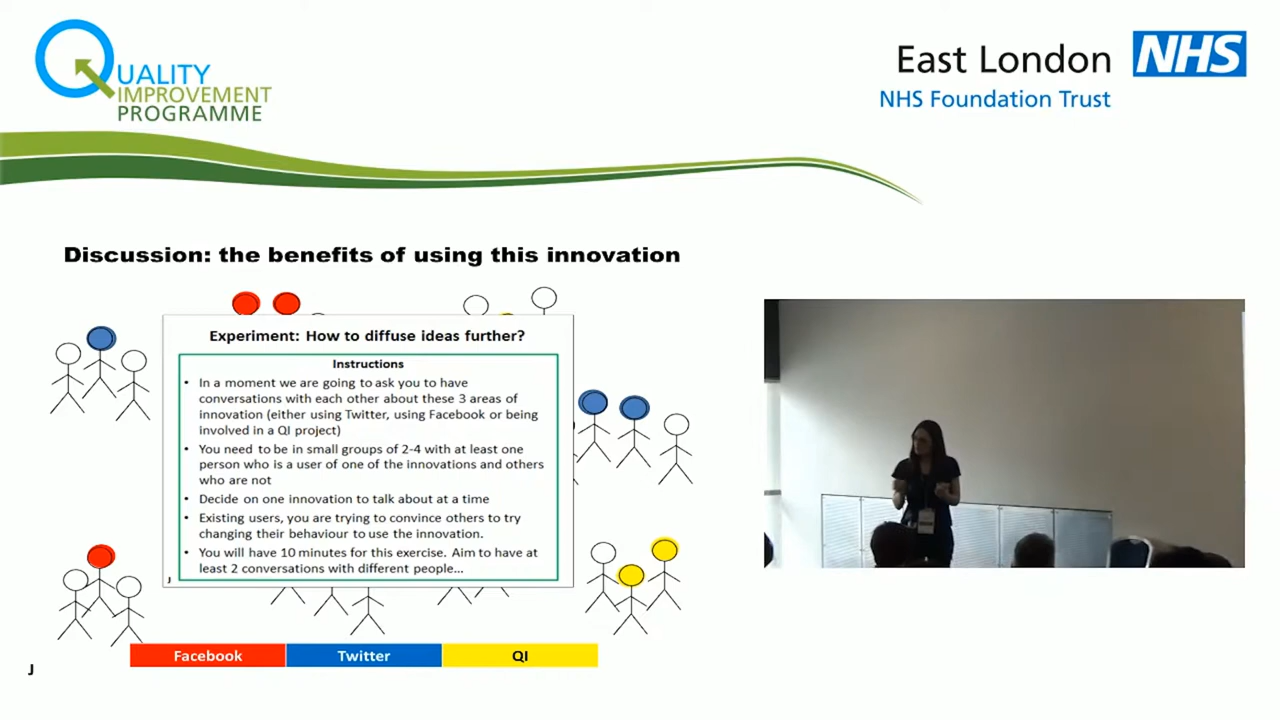 QUALITY
IMPROVEMENT
PROGRAMME
East London NHS
NHS Foundation Trust
Discussion: the benefits of using this innovation
Experiment: How to diffuse ideas further?
Instructions
• In a moment we are going to ask you to have
conversations with each other about these 3 areas of
innovation (either using Twitter, using Facebook or being
involved in a QI project)
• You need to be in small groups of 2-4 with at least one
person who is a user of one of the innovations and others
who are not
• Decide on one innovation to talk about at a time
• Existing users, you are trying to convince others to try
changing their behaviour to use the innovation.
• You will have 10 minutes for this exercise. Aim to have at
least 2 conversations with different people...
J
Facebook Twitter QI
J